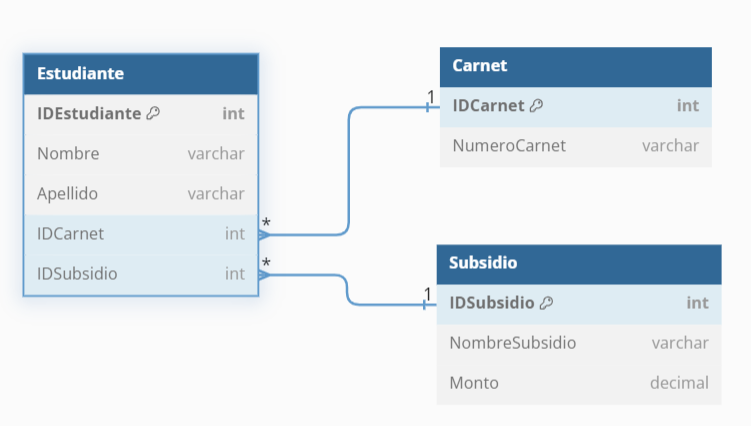 Estudiante
IDEstudiante int
Nombre varchar
Apellido varchar
IDCarnet int
IDSubsidio int
*
*
1
1
Carnet
IDCarnet int
NumeroCarnet varchar
Subsidio
IDSubsidio int
NombreSubsidio varchar
Monto decimal